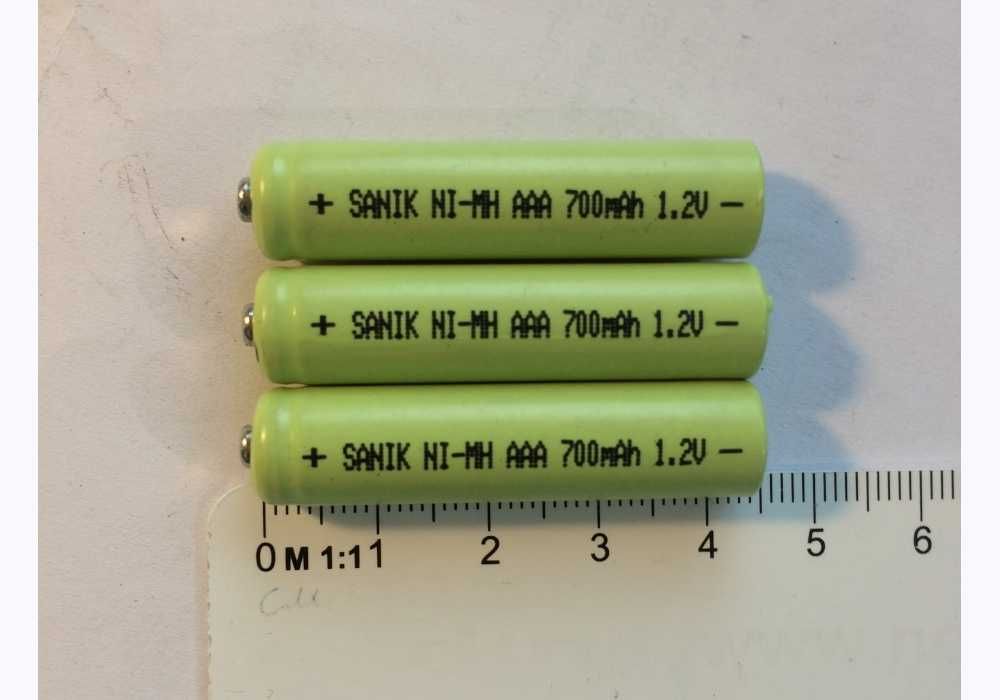 + SANIK NI-MH AAA 700mAh 1.2V −
+ SANIK NI-MH AAA 700mAh 1.2V −
+ SANIK NI-MH AAA 700mAh 1.2V −
0 M 1:1 1 2 3 4 5 6